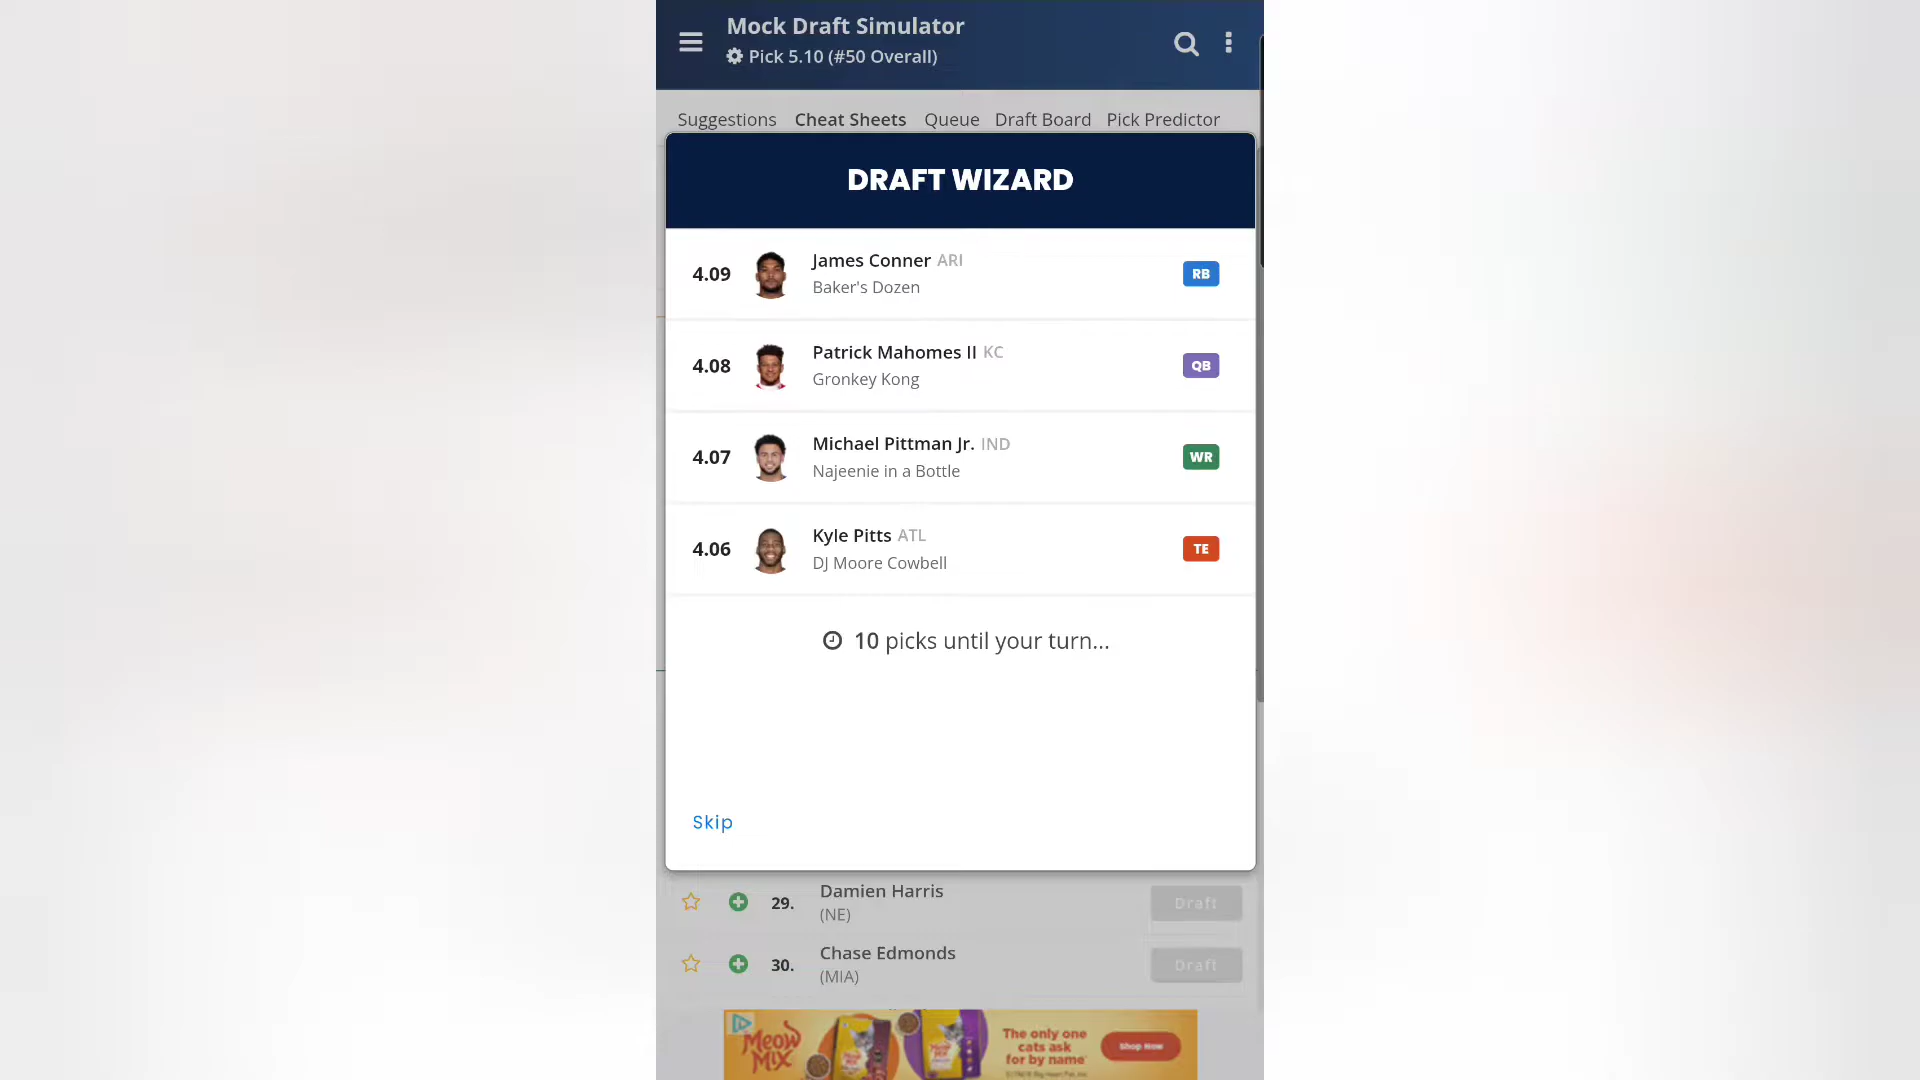 Mock Draft Simulator
Pick 5.10 (#50 Overall)
Suggestions Cheat Sheets Queue Draft Board Pick Predictor
DRAFT WIZARD
4.09 James Conner ARI RB
Baker's Dozen
4.08 Patrick Mahomes II KC QB
Gronkey Kong
4.07 Michael Pittman Jr. IND WR
Najeenie in a Bottle
4.06 Kyle Pitts ATL TE
DJ Moore Cowbell
10 picks until your turn...
Skip
29. Damien Harris Draft
(NE)
30. Chase Edmonds Draft
(MIA)
Meow Mix
The only one
cats ask
for by name
Shop Now